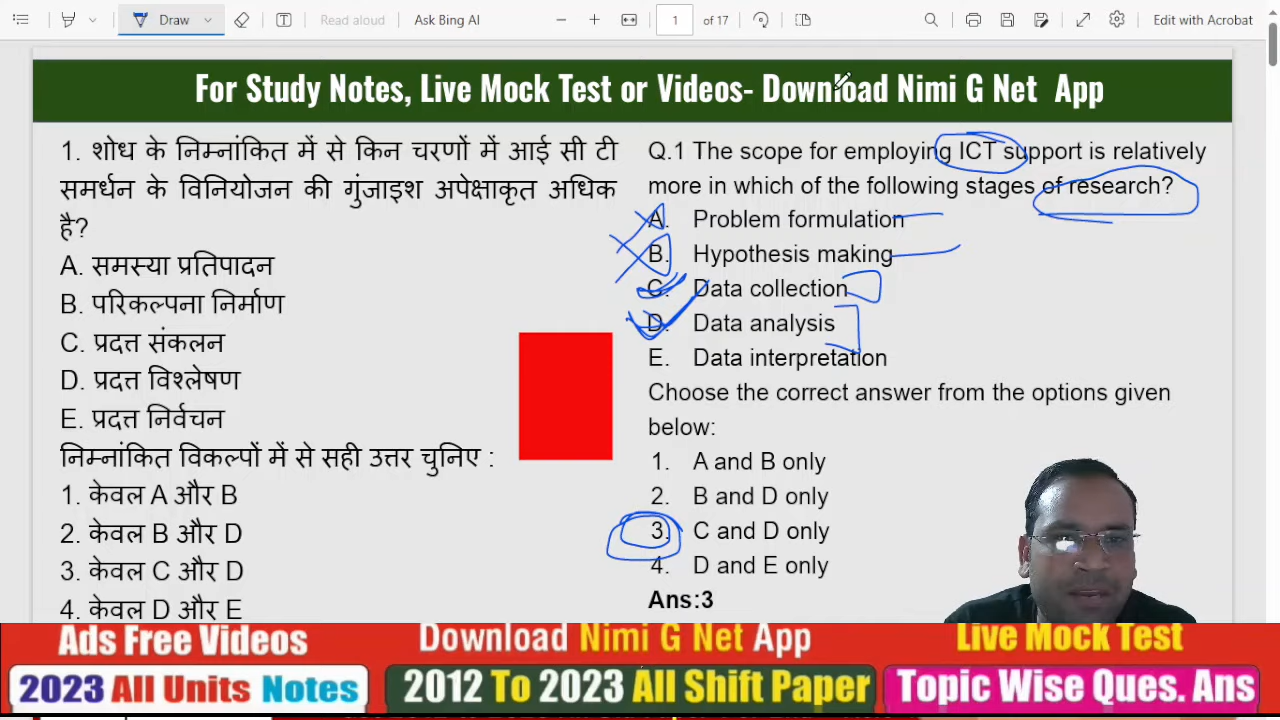 Draw
Read aloud
Ask Bing AI
1
of 17
Edit with Acrobat
For Study Notes, Live Mock Test or Videos- Download Nimi G Net App
1. शोध के निम्नांकित में से किन चरणों में आई सी टी
समर्थन के विनियोजन की गुंजाइश अपेक्षाकृत अधिक
है?
A. समस्या प्रतिपादन
B. परिकल्पना निर्माण
C. प्रदत्त संकलन
D. प्रदत्त विश्लेषण
E. प्रदत्त निर्वचन
निम्नांकित विकल्पों में से सही उत्तर चुनिए :
1. केवल A और B
2. केवल B और D
3. केवल C और D
4. केवल D और E
Q.1 The scope for employing ICT support is relatively
more in which of the following stages of research?
A. Problem formulation
B. Hypothesis making
C. Data collection
D. Data analysis
E. Data interpretation
Choose the correct answer from the options given
below:
1. A and B only
2. B and D only
3. C and D only
4. D and E only
Ans:3
Ads Free Videos
Download Nimi G Net App
Live Mock Test
2023 All Units Notes
2012 To 2023 All Shift Paper
Topic Wise Ques. Ans